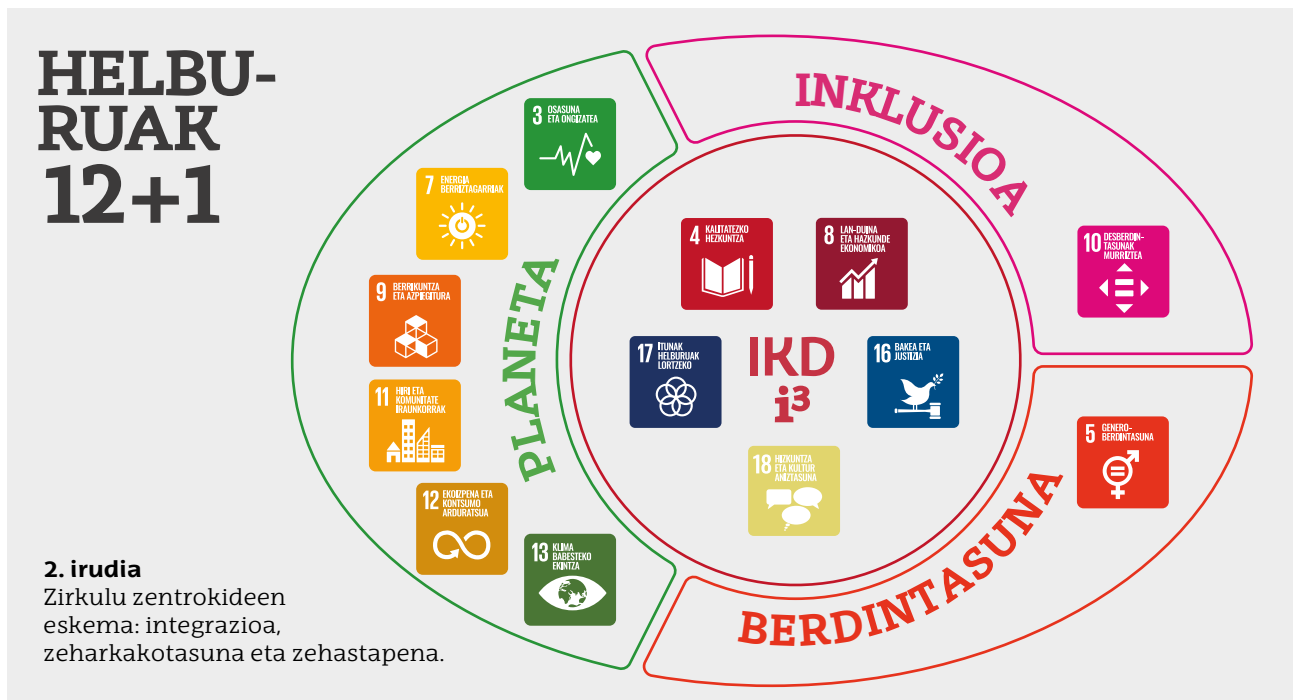 HELBU-
RUAK
12+1
INKLUSIOA
PLANETA
BERDINTASUNA
3 OSASUNA
ETA ONGIZATEA
7 ENERGIA
BERRIZTAGARRIAK
9 BERRIKUNTZA
ETA AZPIEGITURA
11 HIRI ETA
KOMUNITATE
IRAUNKORRAK
12 EKOIZPENA ETA
KONTSUMO
ARDURATSUA
13 KLIMA
BABESTEKO
EKINTZA
4 KALITATEZKO
HEZKUNTZA
8 LAN-DUINA
ETA HAZKUNDE
EKONOMIKOA
17 ITUNAK
HELBURUAK
LORTZEKO
IKD
i³
16 BAKEA ETA
JUSTIZIA
18 HIZKUNTZA
ETA KULTUR
ANIZTASUNA
10 DESBERDIN-
TASUNAK
MURRIZTEA
5 GENERO-
BERDINTASUNA
2. irudia
Zirkulu zentrokideen
eskema: integrazioa,
zeharkakotasuna eta zehastapena.